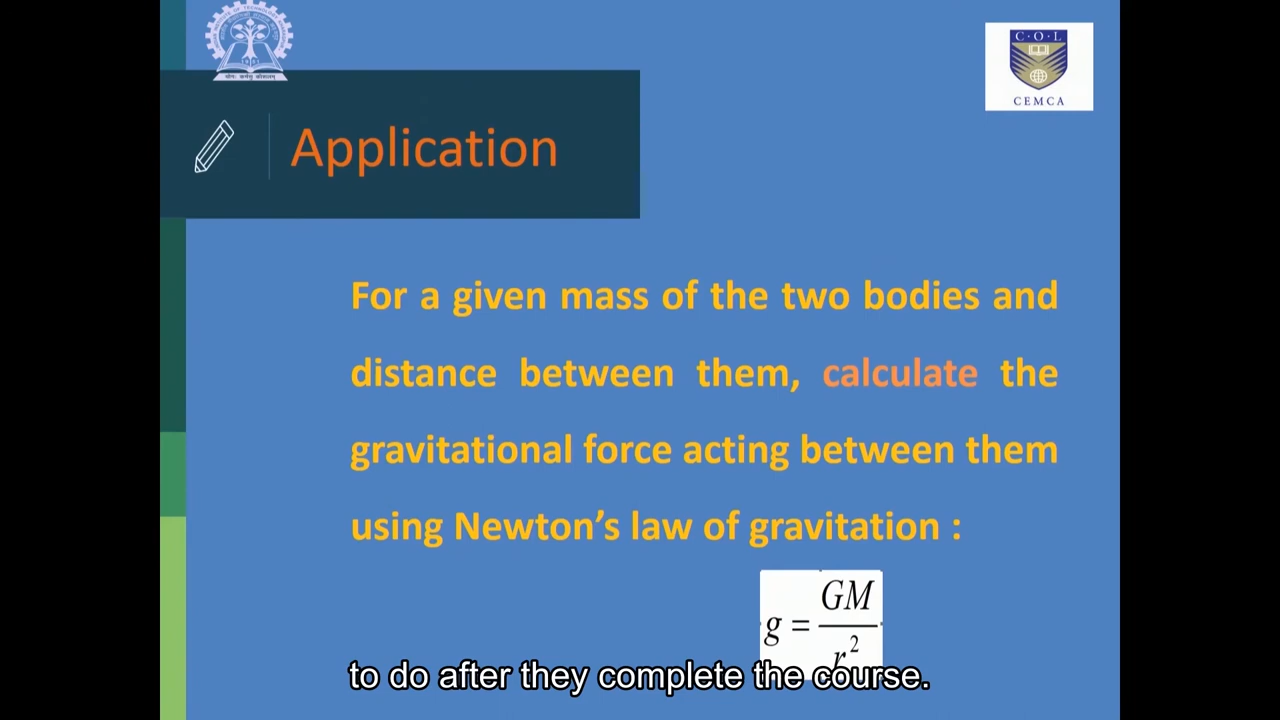 C·O·L
CEMCA
Application
For a given mass of the two bodies and
distance between them, calculate the
gravitational force acting between them
using Newton’s law of gravitation :
g = GM / r²
to do after they complete the course.